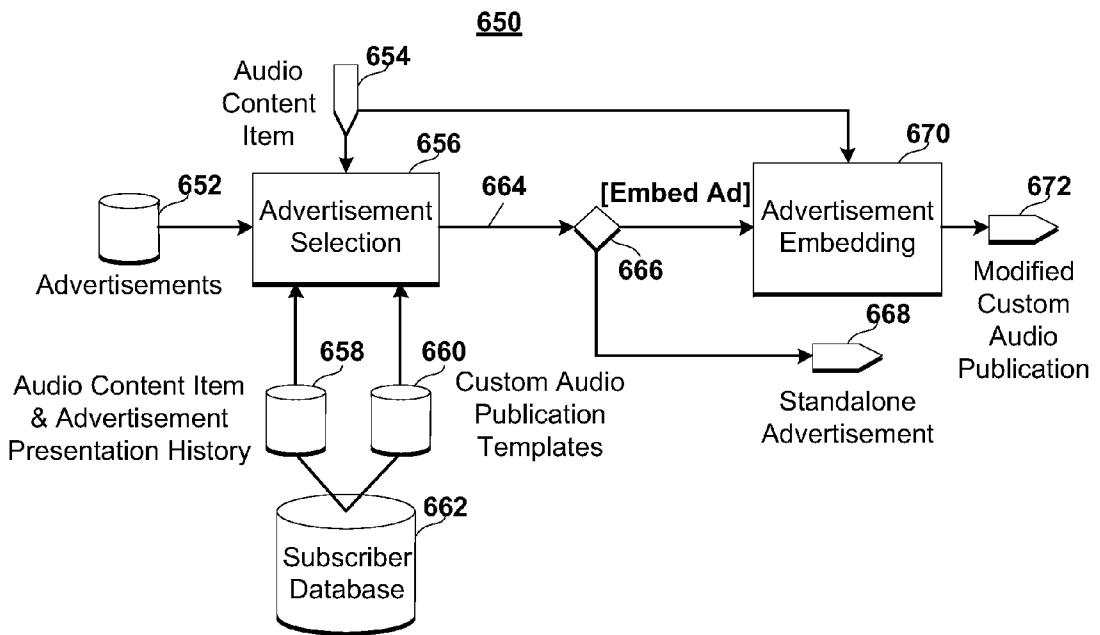 650
654
Audio
Content
Item
656
670
652
664
[Embed Ad]
672
Advertisement
Selection
Advertisement
Embedding
666
Advertisements
Modified
Custom
Audio
Publication
668
658
660
Audio Content Item
& Advertisement
Presentation History
Custom Audio
Publication
Templates
Standalone
Advertisement
662
Subscriber
Database